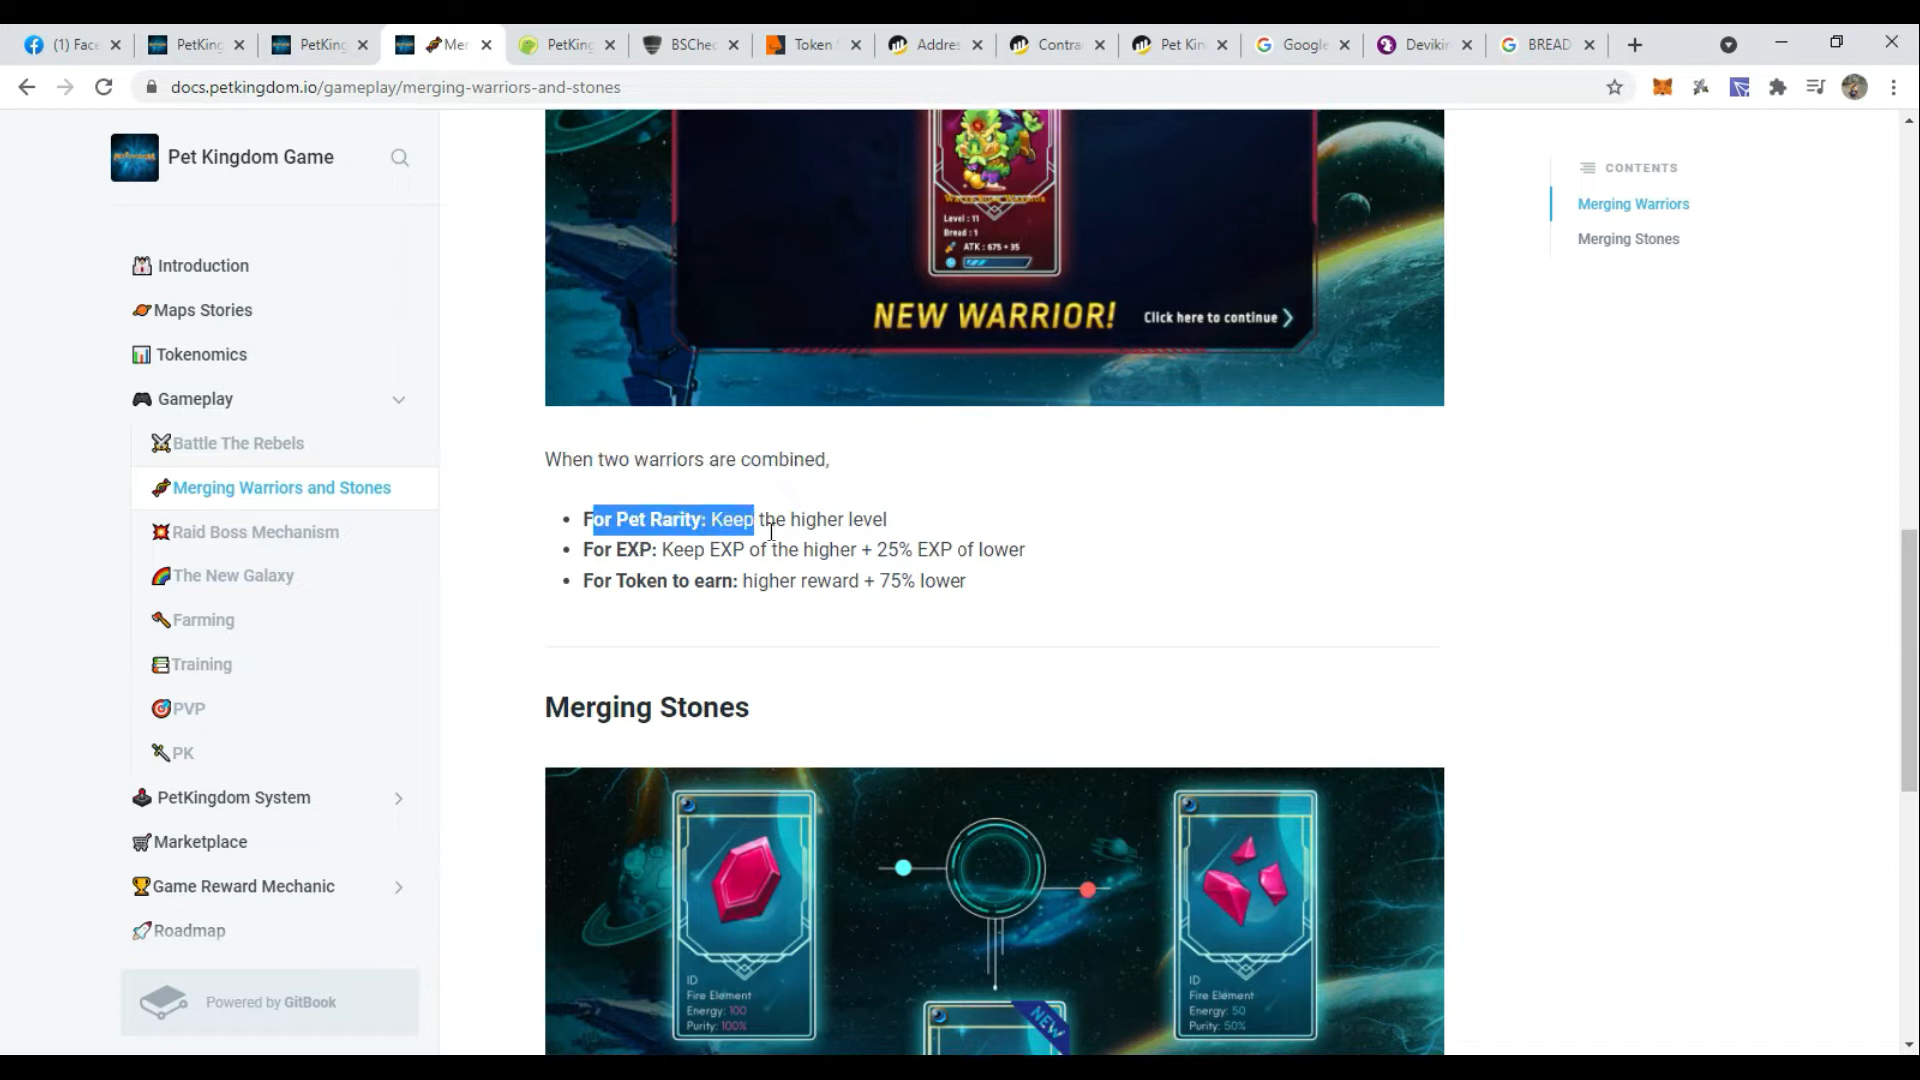 (1) Face
PetKing
PetKing
Mer
PetKing
BSChec
Token
Addres
Contra
Pet Kin
Google
Devikin
BREAD
docs.petkingdom.io/gameplay/merging-warriors-and-stones
Pet Kingdom Game
Introduction
Maps Stories
Tokenomics
Gameplay
Battle The Rebels
Merging Warriors and Stones
Raid Boss Mechanism
The New Galaxy
Farming
Training
PVP
PK
PetKingdom System
Marketplace
Game Reward Mechanic
Roadmap
Powered by GitBook
Level : 11
Bread : 1
ATK : 675 + 35
NEW WARRIOR!
Click here to continue
When two warriors are combined,
• For Pet Rarity: Keep the higher level
• For EXP: Keep EXP of the higher + 25% EXP of lower
• For Token to earn: higher reward + 75% lower
Merging Stones
ID
Fire Element
Energy: 100
Purity: 100%
NEW
ID
Fire Element
Energy: 50
Purity: 50%
CONTENTS
Merging Warriors
Merging Stones